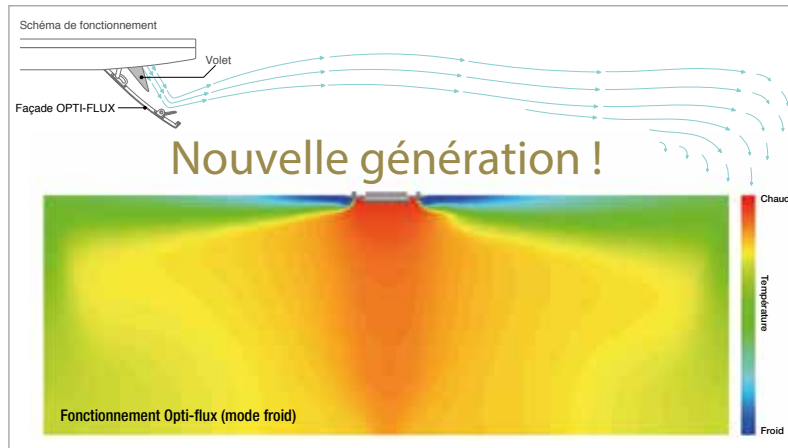 Schéma de fonctionnement
Volet
Façade OPTI-FLUX
Nouvelle génération !
Chaud
Température
Froid
Fonctionnement Opti-flux (mode froid)